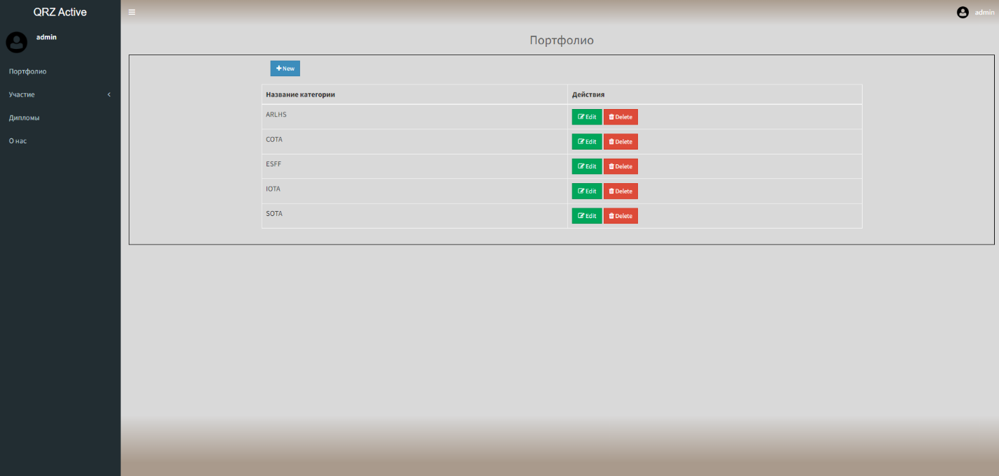 QRZ Active
admin
admin
Портфолио
Участие
Дипломы
О нас
Портфолио
New
Название категории Действия
ARLHS Edit Delete
COTA Edit Delete
ESFF Edit Delete
IOTA Edit Delete
SOTA Edit Delete